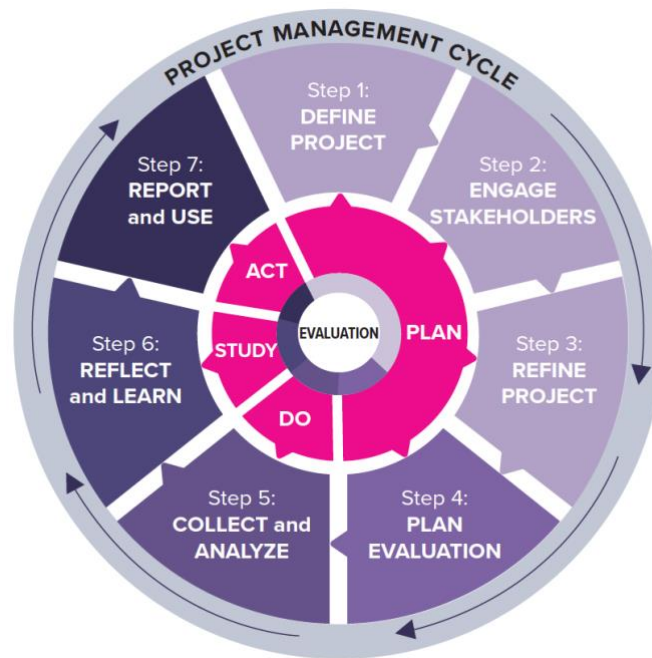 PROJECT MANAGEMENT CYCLE
Step 1:
DEFINE
PROJECT
Step 2:
ENGAGE
STAKEHOLDERS
Step 3:
REFINE
PROJECT
Step 4:
PLAN
EVALUATION
Step 5:
COLLECT and
ANALYZE
Step 6:
REFLECT
and LEARN
Step 7:
REPORT
and USE
PLAN
DO
STUDY
ACT
EVALUATION